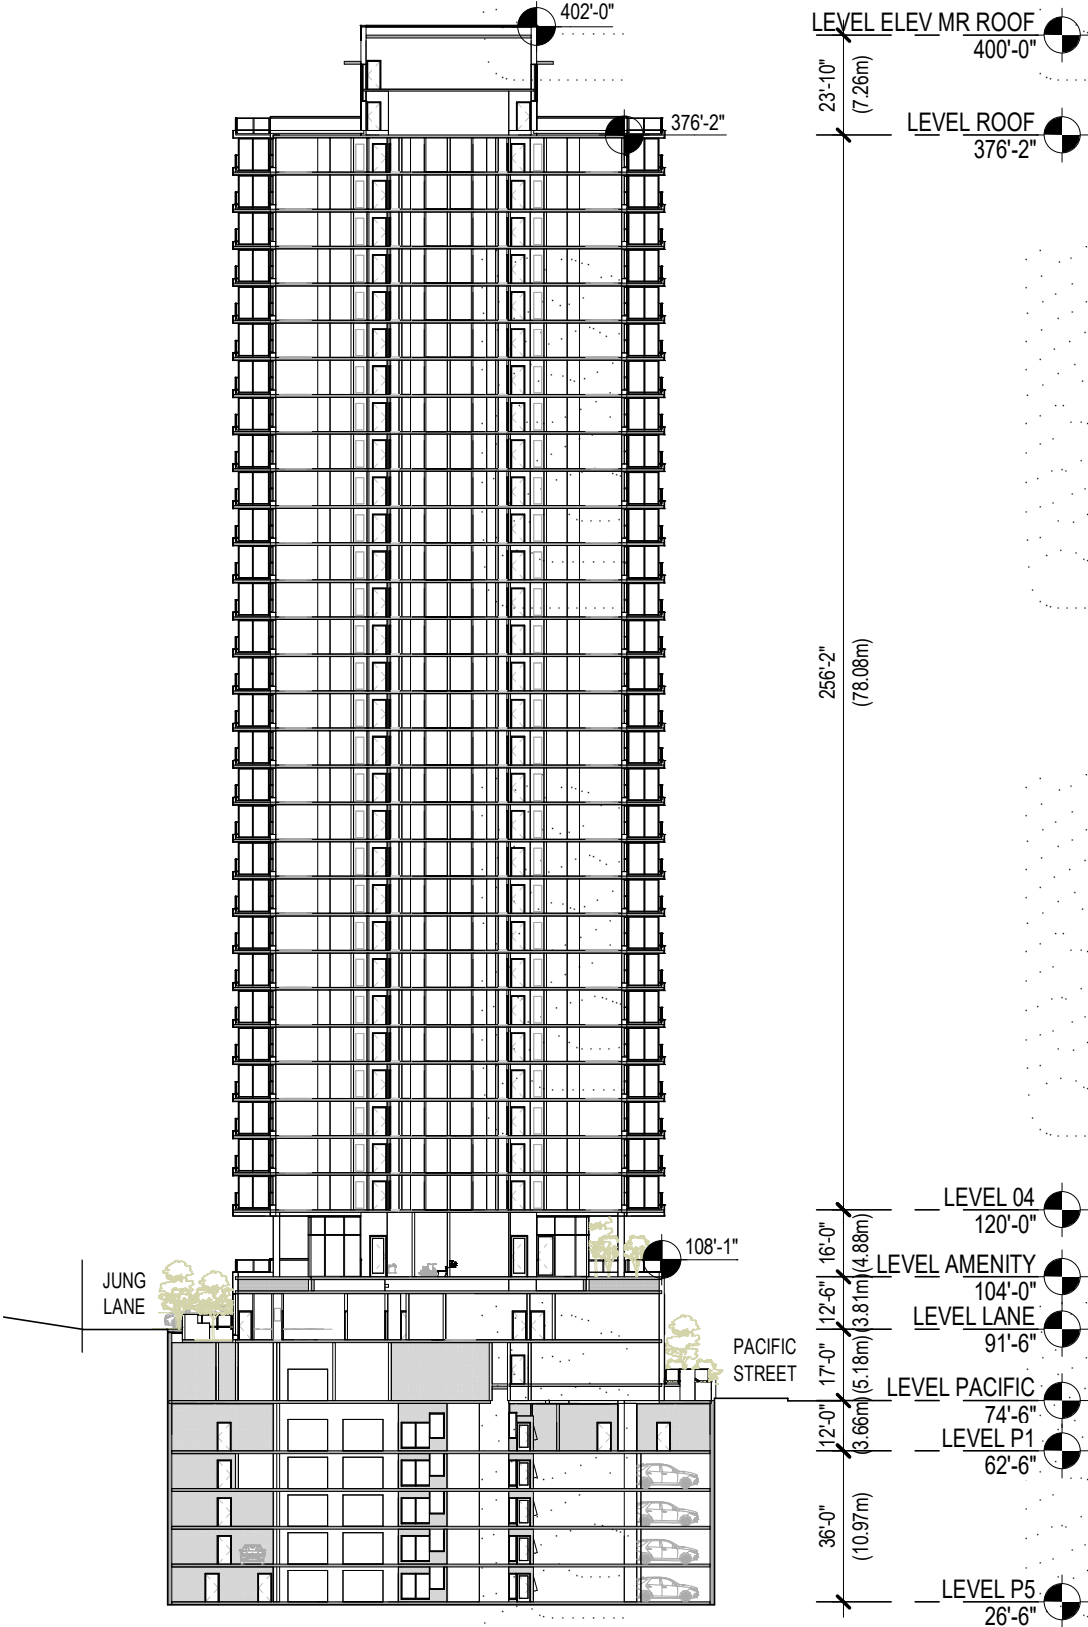 402'-0"
LEVEL ELEV MR ROOF
400'-0"
23'-10"
(7.26m)
376'-2"
LEVEL ROOF
376'-2"
256'-2"
(78.08m)
LEVEL 04
120'-0"
16'-0"
(4.88m)
108'-1"
LEVEL AMENITY
104'-0"
12'-6"
(3.81m)
JUNG
LANE
LEVEL LANE
91'-6"
17'-0"
(5.18m)
PACIFIC
STREET
LEVEL PACIFIC
74'-6"
12'-0"
(3.66m)
LEVEL P1
62'-6"
36'-0"
(10.97m)
LEVEL P5
26'-6"